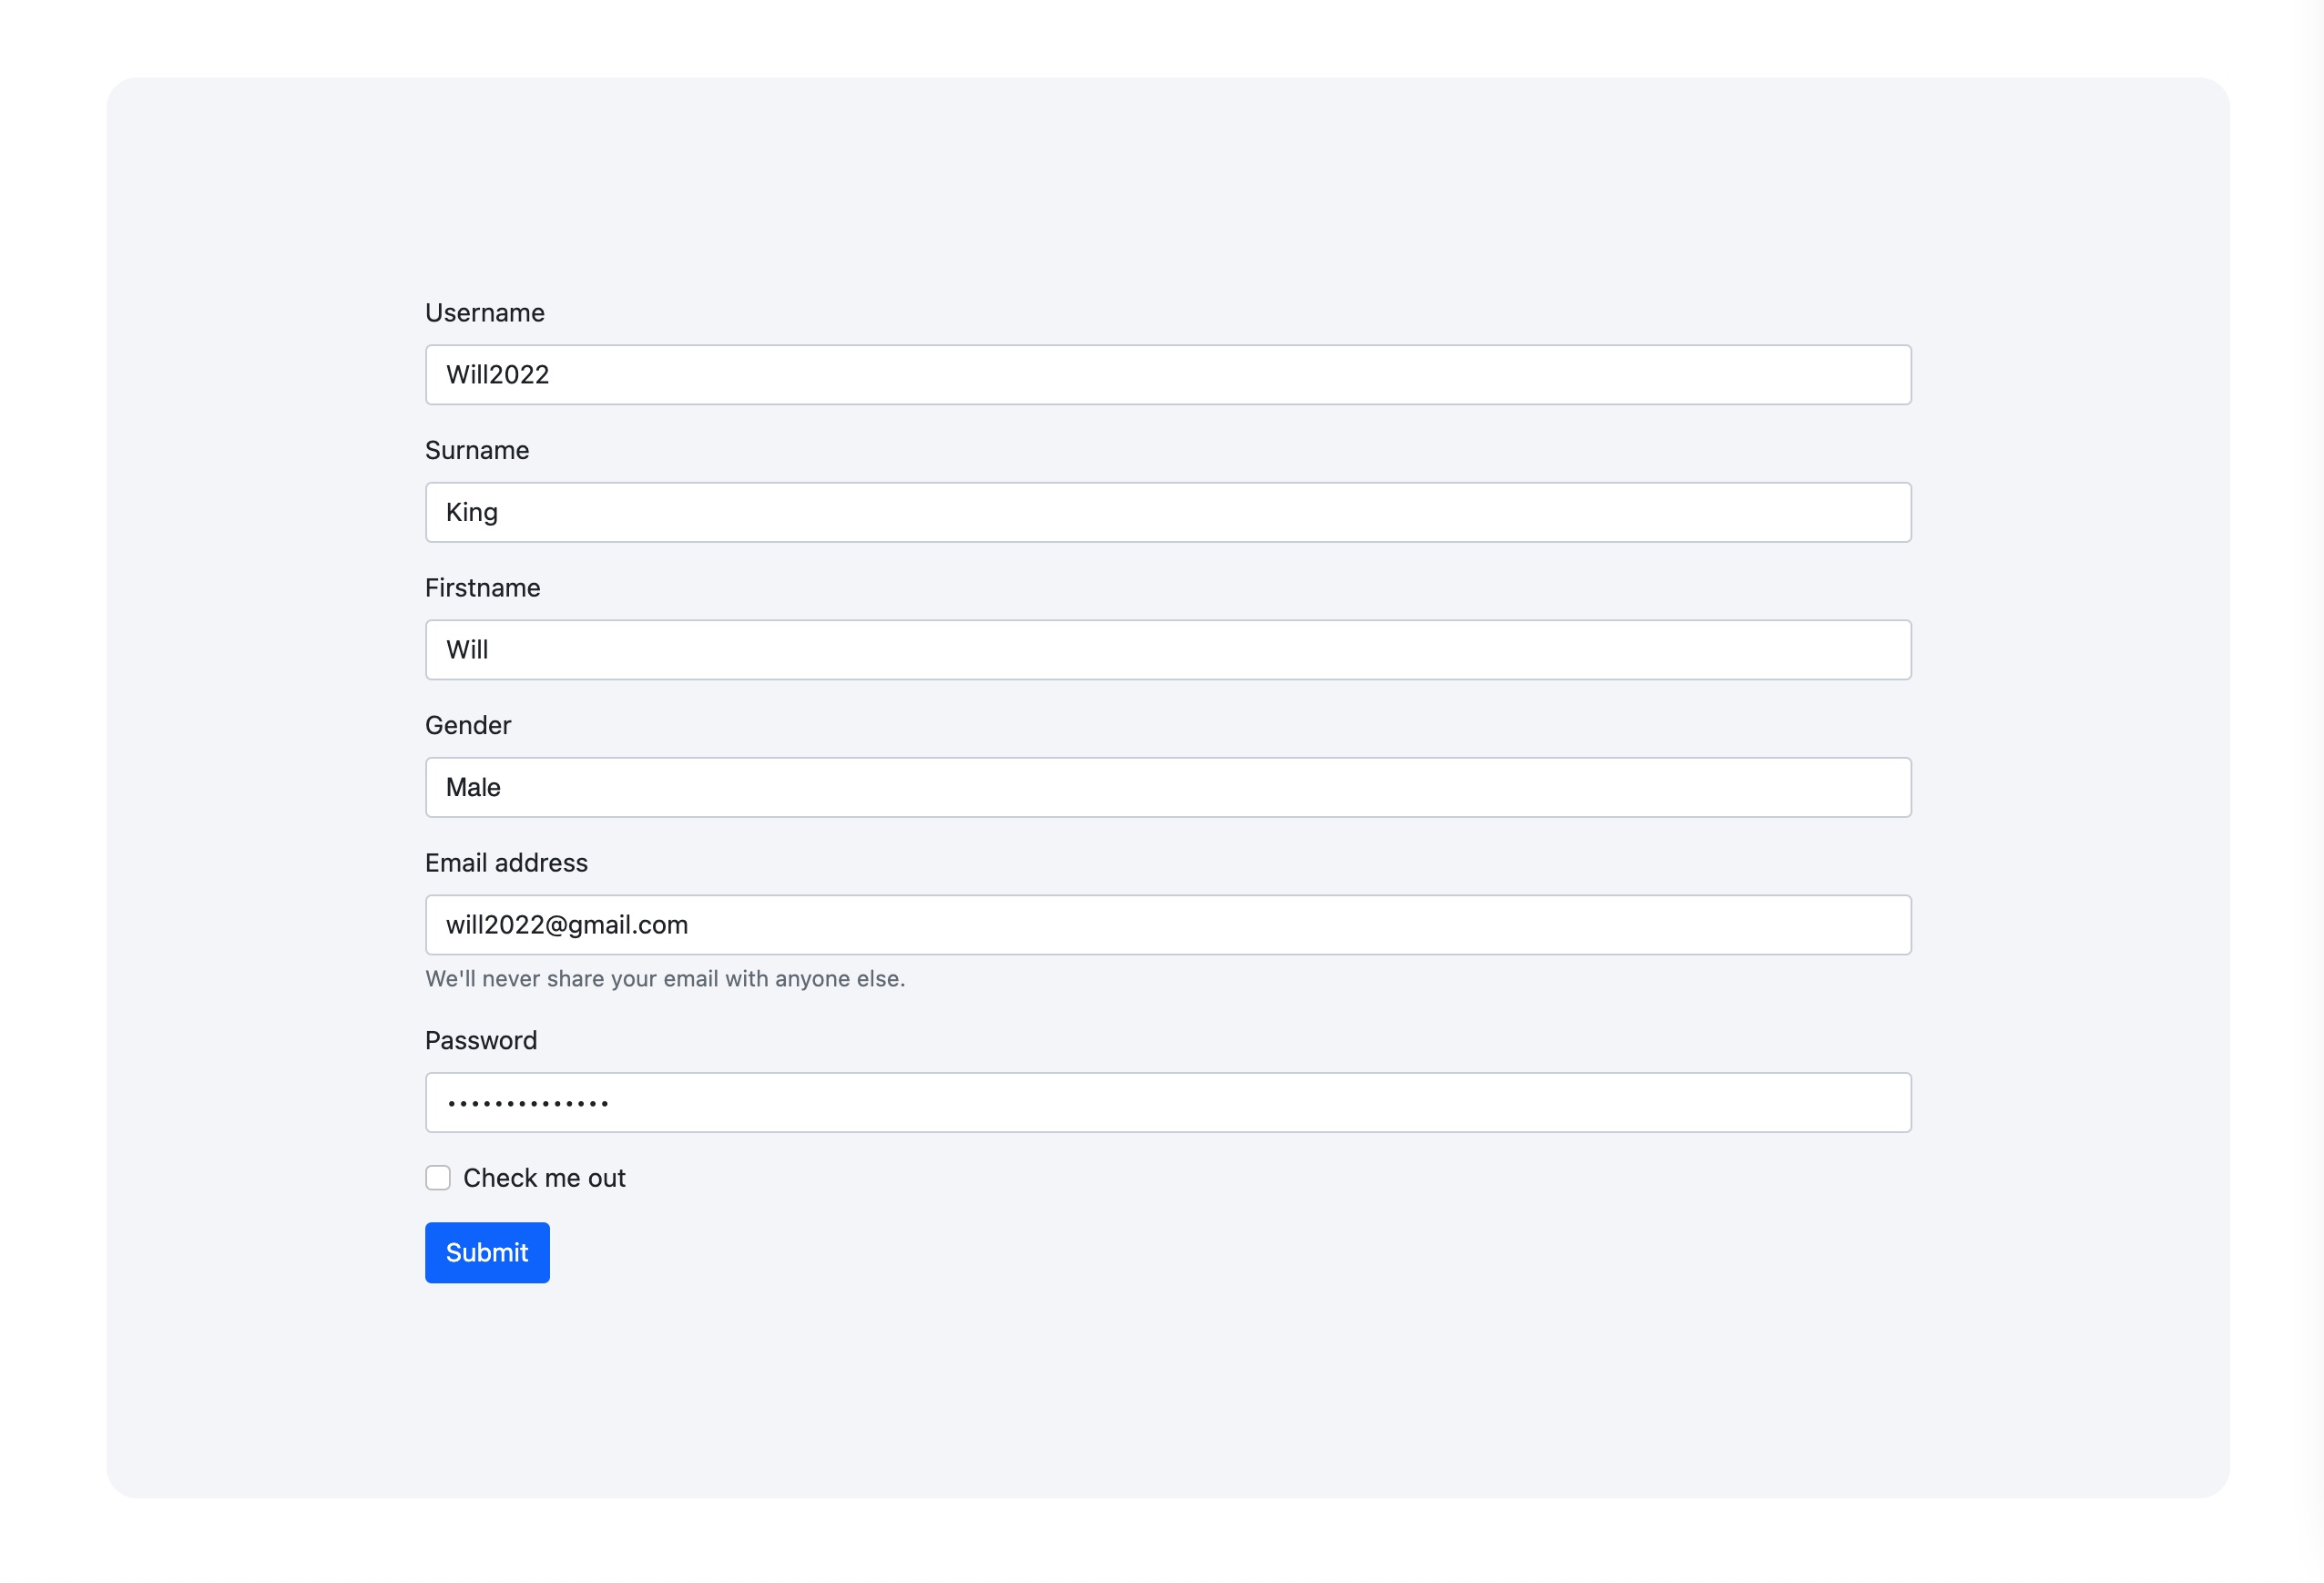 Username
Will2022
Surname
King
Firstname
Will
Gender
Male
Email address
will2022@gmail.com
We'll never share your email with anyone else.
Password
••••••••••••••
Check me out
Submit